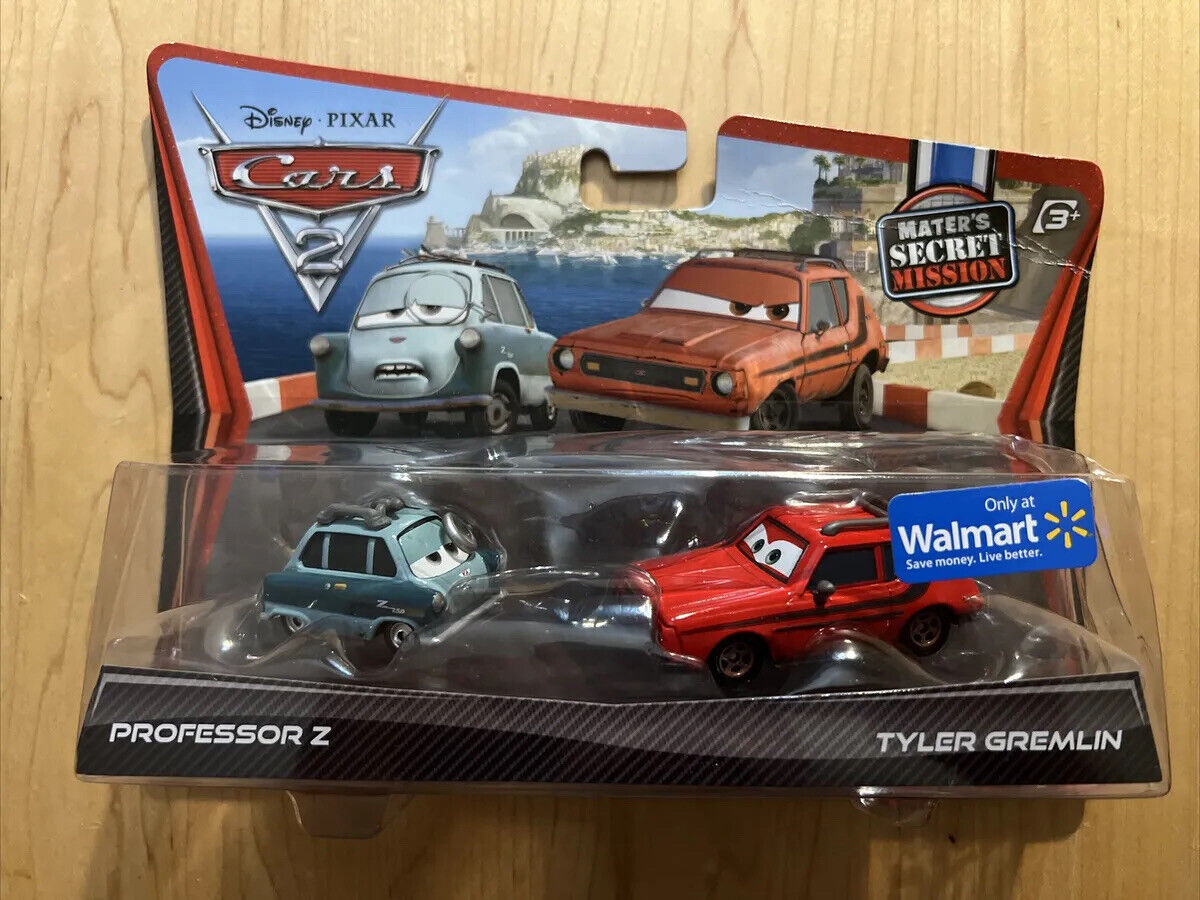 Disney · PIXAR
Cars
2
MATER'S
SECRET
MISSION
3+
Only at
Walmart
Save money. Live better.
Z
PROFESSOR Z
TYLER GREMLIN